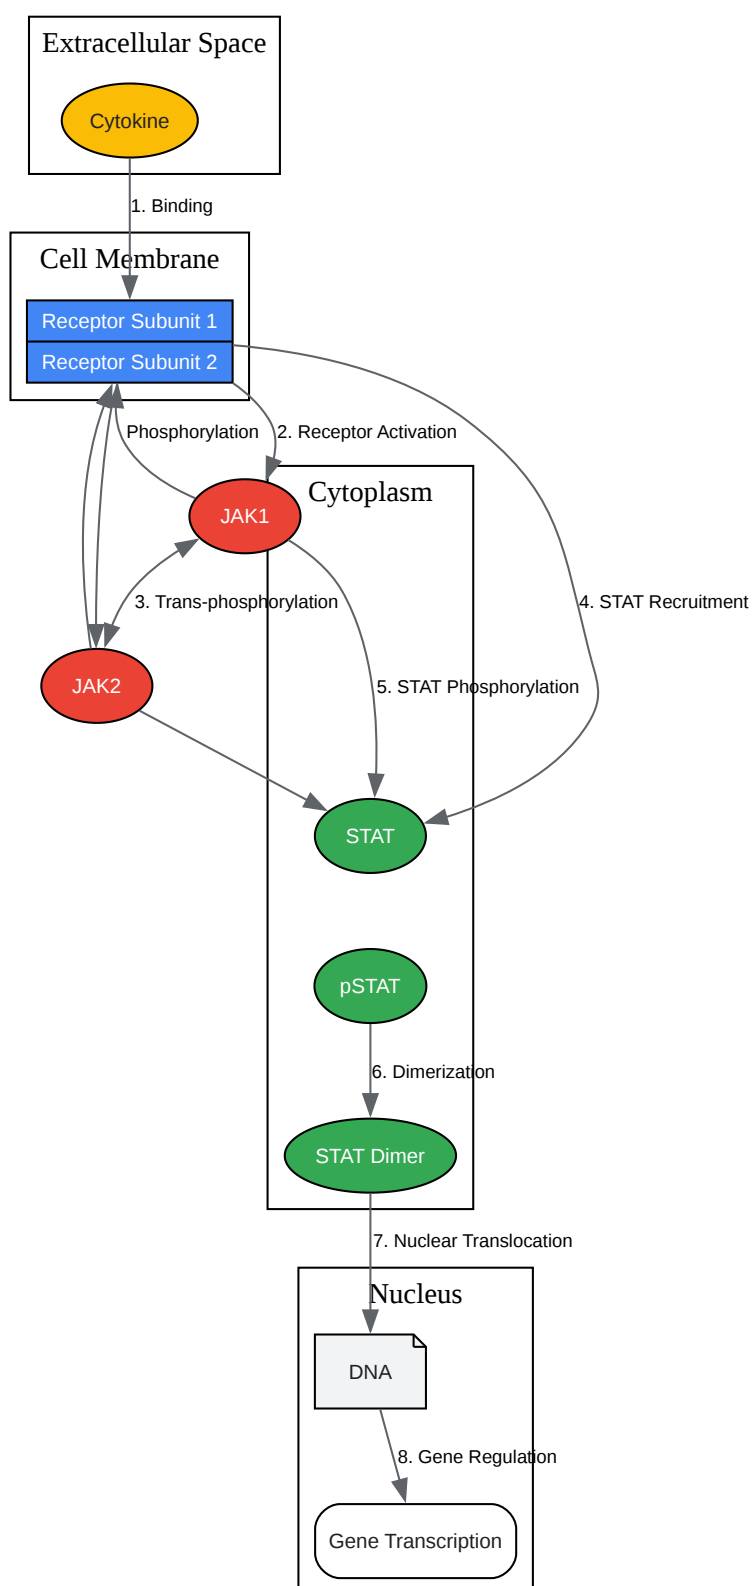 Extracellular Space
Cytokine
1. Binding
Cell Membrane
Receptor Subunit 1
Receptor Subunit 2
Phosphorylation
2. Receptor Activation
Cytoplasm
JAK1
3. Trans-phosphorylation
4. STAT Recruitment
JAK2
5. STAT Phosphorylation
STAT
pSTAT
6. Dimerization
STAT Dimer
7. Nuclear Translocation
Nucleus
DNA
8. Gene Regulation
Gene Transcription